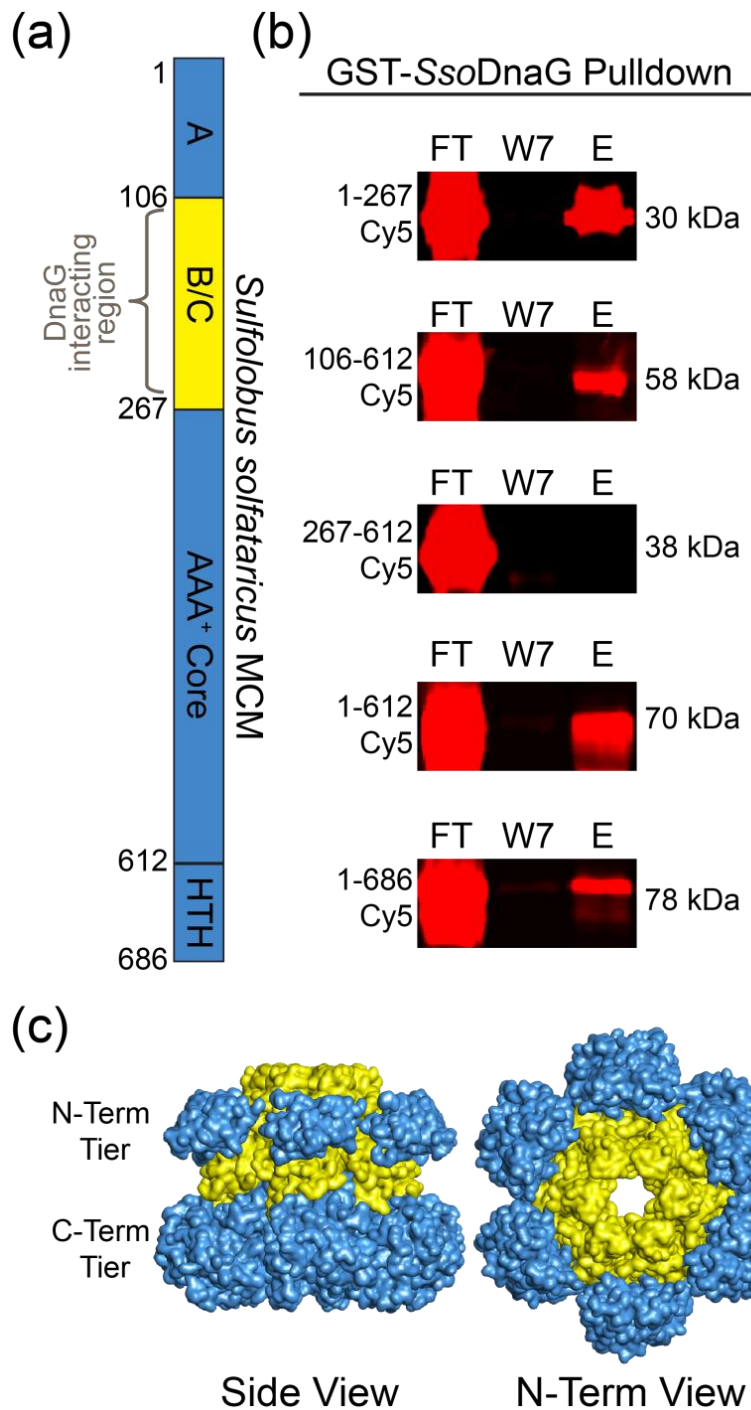 (a)
1
A
106
DnaG
interacting
region
B/C
267
AAA+ Core
612
HTH
686
Sulfolobus solfataricus MCM
(b)
GST-SsoDnaG Pulldown
FT W7 E
1-267
Cy5
30 kDa
FT W7 E
106-612
Cy5
58 kDa
FT W7 E
267-612
Cy5
38 kDa
FT W7 E
1-612
Cy5
70 kDa
FT W7 E
1-686
Cy5
78 kDa
(c)
N-Term
Tier
C-Term
Tier
Side View
N-Term View